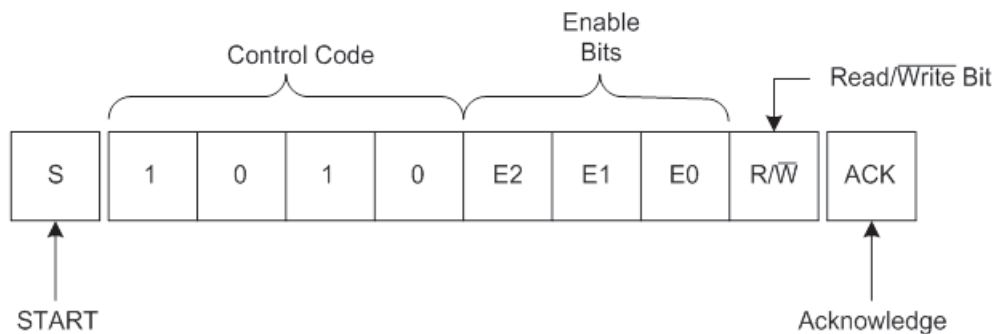 Enable
Bits
Control Code
Read/Write Bit
S 1 0 1 0 E2 E1 E0 R/W ACK
START Acknowledge